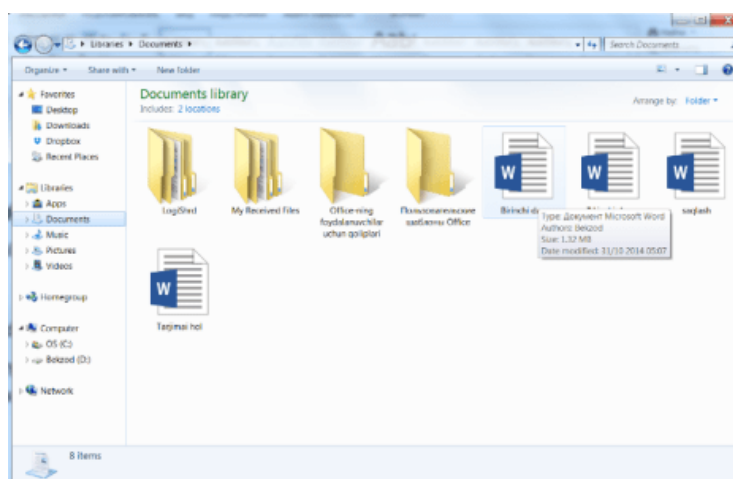 Libraries ▸ Documents ▸
Search Documents
Organize
Share with
New folder
Favorites
Desktop
Downloads
Dropbox
Recent Places
Libraries
Apps
Documents
Music
Pictures
Videos
Homegroup
Computer
OS (C:)
Bekzod (D:)
Network
Documents library
Includes: 2 locations
Arrange by: Folder
LogiShrd
My Received Files
Office-ning
foydalanuvchilar
uchun qoliplari
Пользовательские
шаблоны Office
Birinchi
saqlash
Type: Документ Microsoft Word
Authors: Bekzod
Size: 1.32 MB
Date modified: 31/10/2014 05:07
Tarjimai hol
8 items